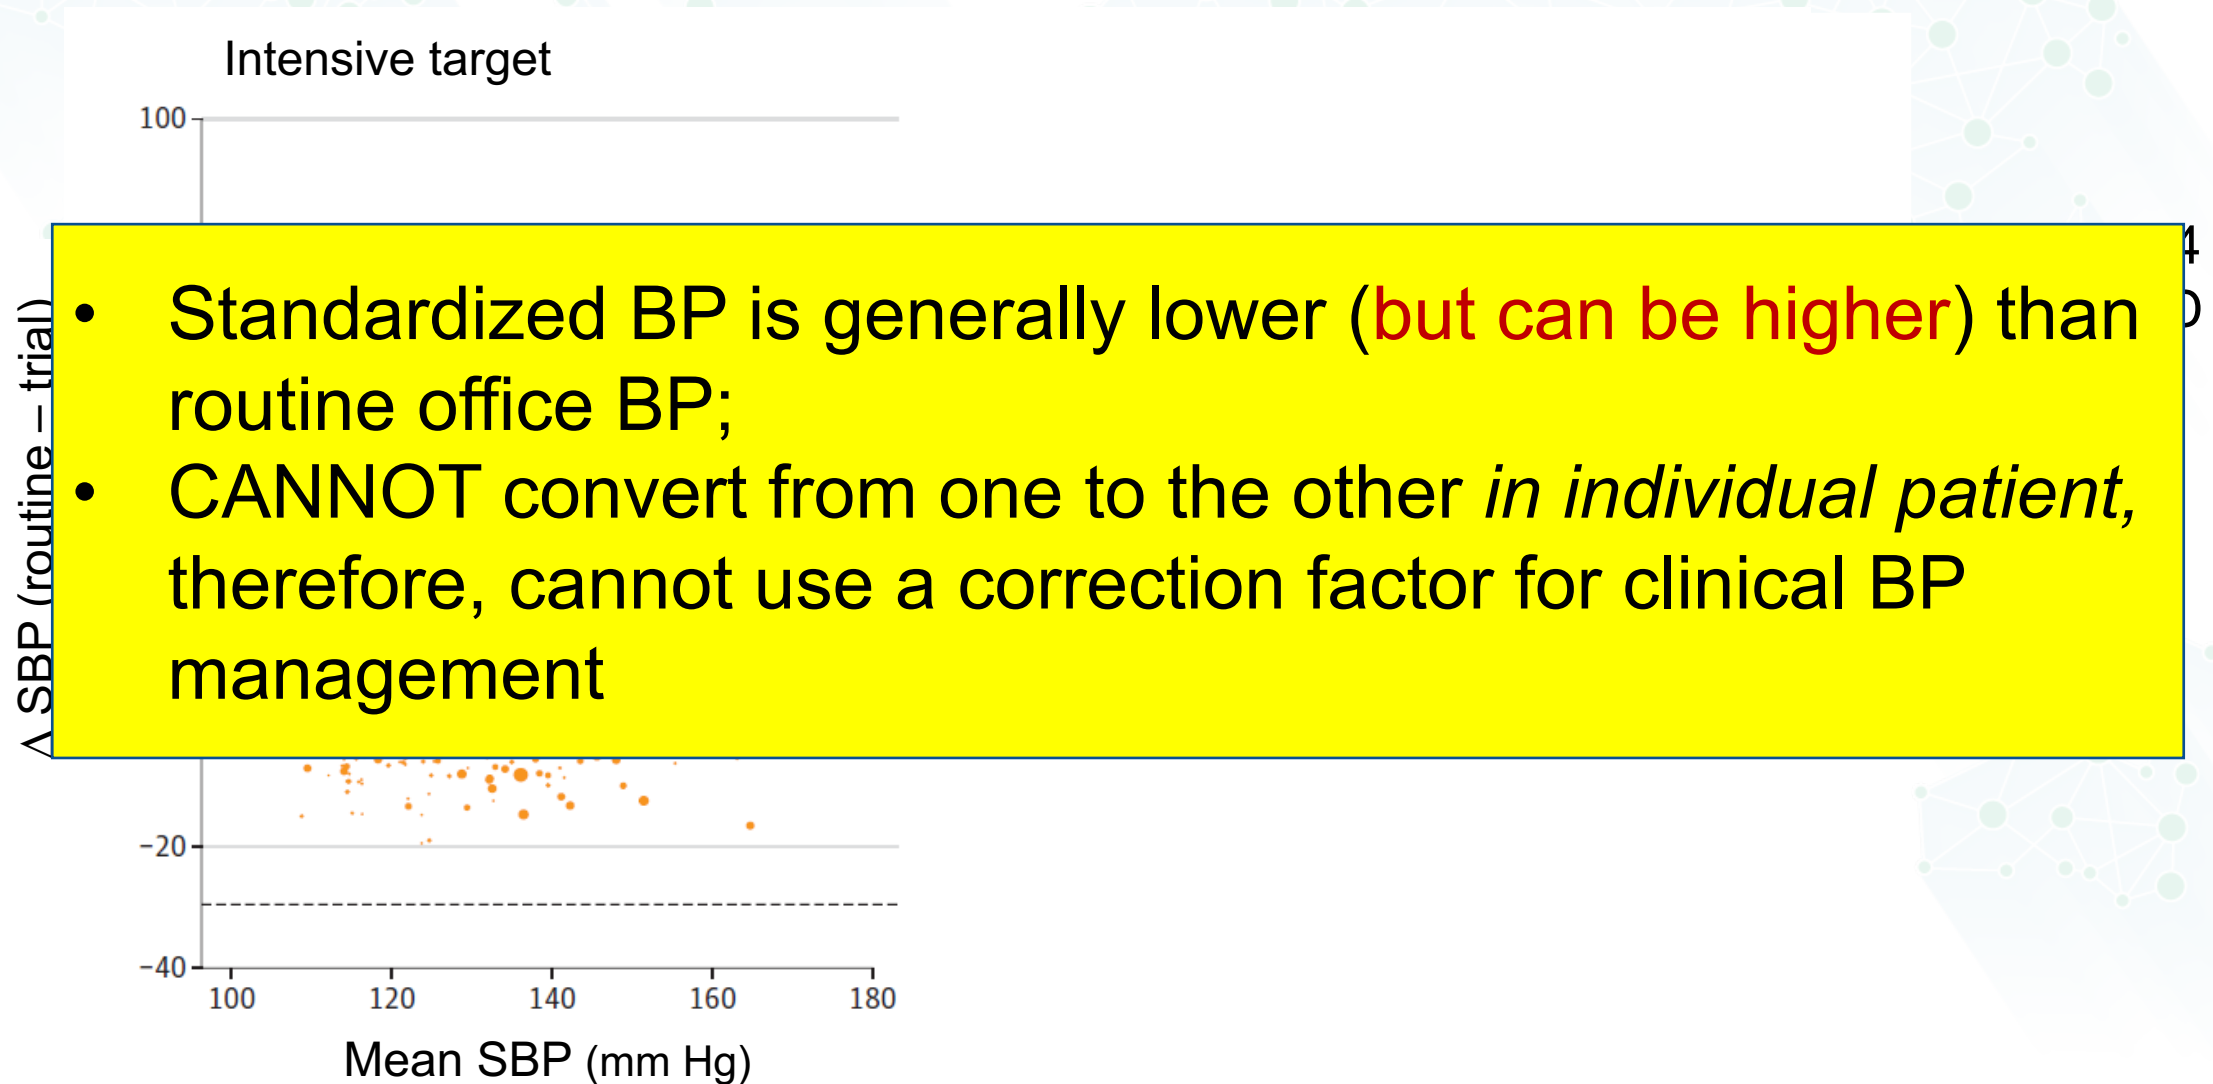 Intensive target
100
4
0
• Standardized BP is generally lower (but can be higher) than
routine office BP;
• CANNOT convert from one to the other in individual patient,
therefore, cannot use a correction factor for clinical BP
management
Δ SBP (routine – trial)
−20
−40
100 120 140 160 180
Mean SBP (mm Hg)